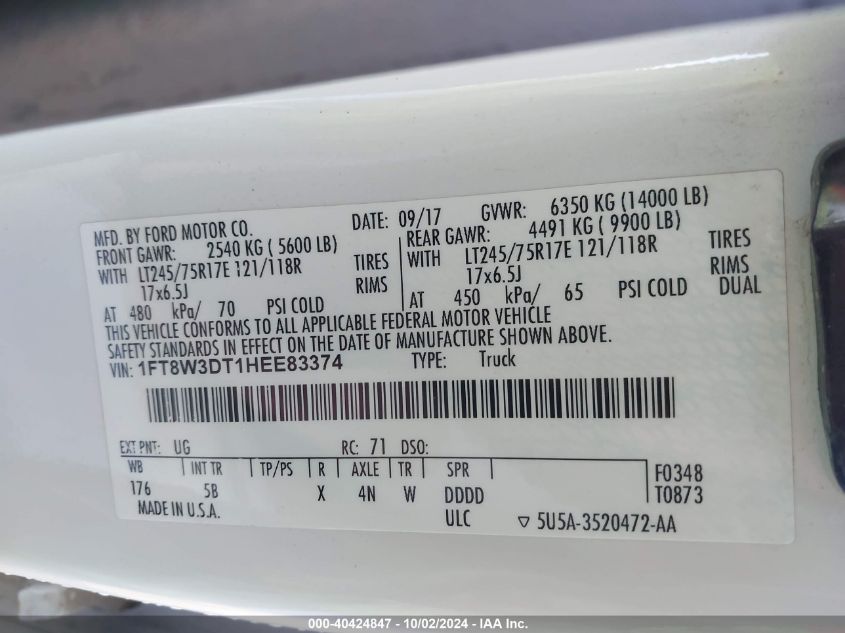 MFD. BY FORD MOTOR CO. DATE: 09/17 GVWR: 6350 KG (14000 LB)
FRONT GAWR: 2540 KG ( 5600 LB) REAR GAWR: 4491 KG ( 9900 LB)
WITH LT245/75R17E 121/118R TIRES WITH LT245/75R17E 121/118R TIRES
17x6.5J RIMS 17x6.5J RIMS
AT 480 kPa/ 70 PSI COLD AT 450 kPa/ 65 PSI COLD DUAL
THIS VEHICLE CONFORMS TO ALL APPLICABLE FEDERAL MOTOR VEHICLE
SAFETY STANDARDS IN EFFECT ON THE DATE OF MANUFACTURE SHOWN ABOVE.
VIN: 1FT8W3DT1HEE83374 TYPE: Truck
EXT PNT: UG RC: 71 DSO:
WB INT TR TP/PS R AXLE TR SPR F0348
176 5B X 4N W DDDD T0873
MADE IN U.S.A. ULC ▽ 5U5A-3520472-AA
000-40424847 - 10/02/2024 - IAA Inc.